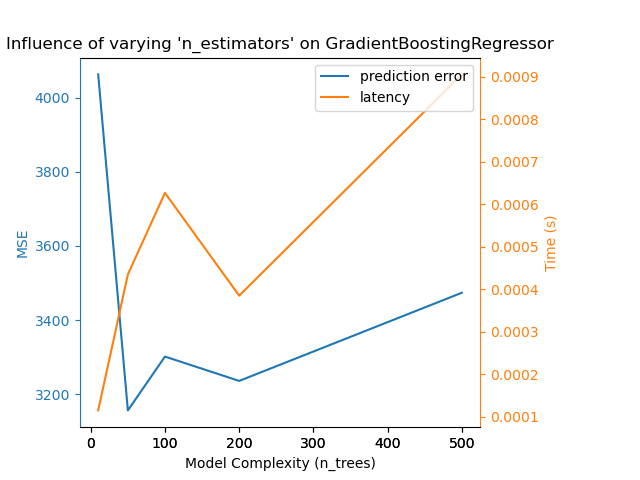 Influence of varying 'n_estimators' on GradientBoostingRegressor
prediction error
latency
4000
3800
3600
3400
3200
MSE
0.0009
0.0008
0.0007
0.0006
0.0005
0.0004
0.0003
0.0002
0.0001
Time (s)
0 100 200 300 400 500
Model Complexity (n_trees)